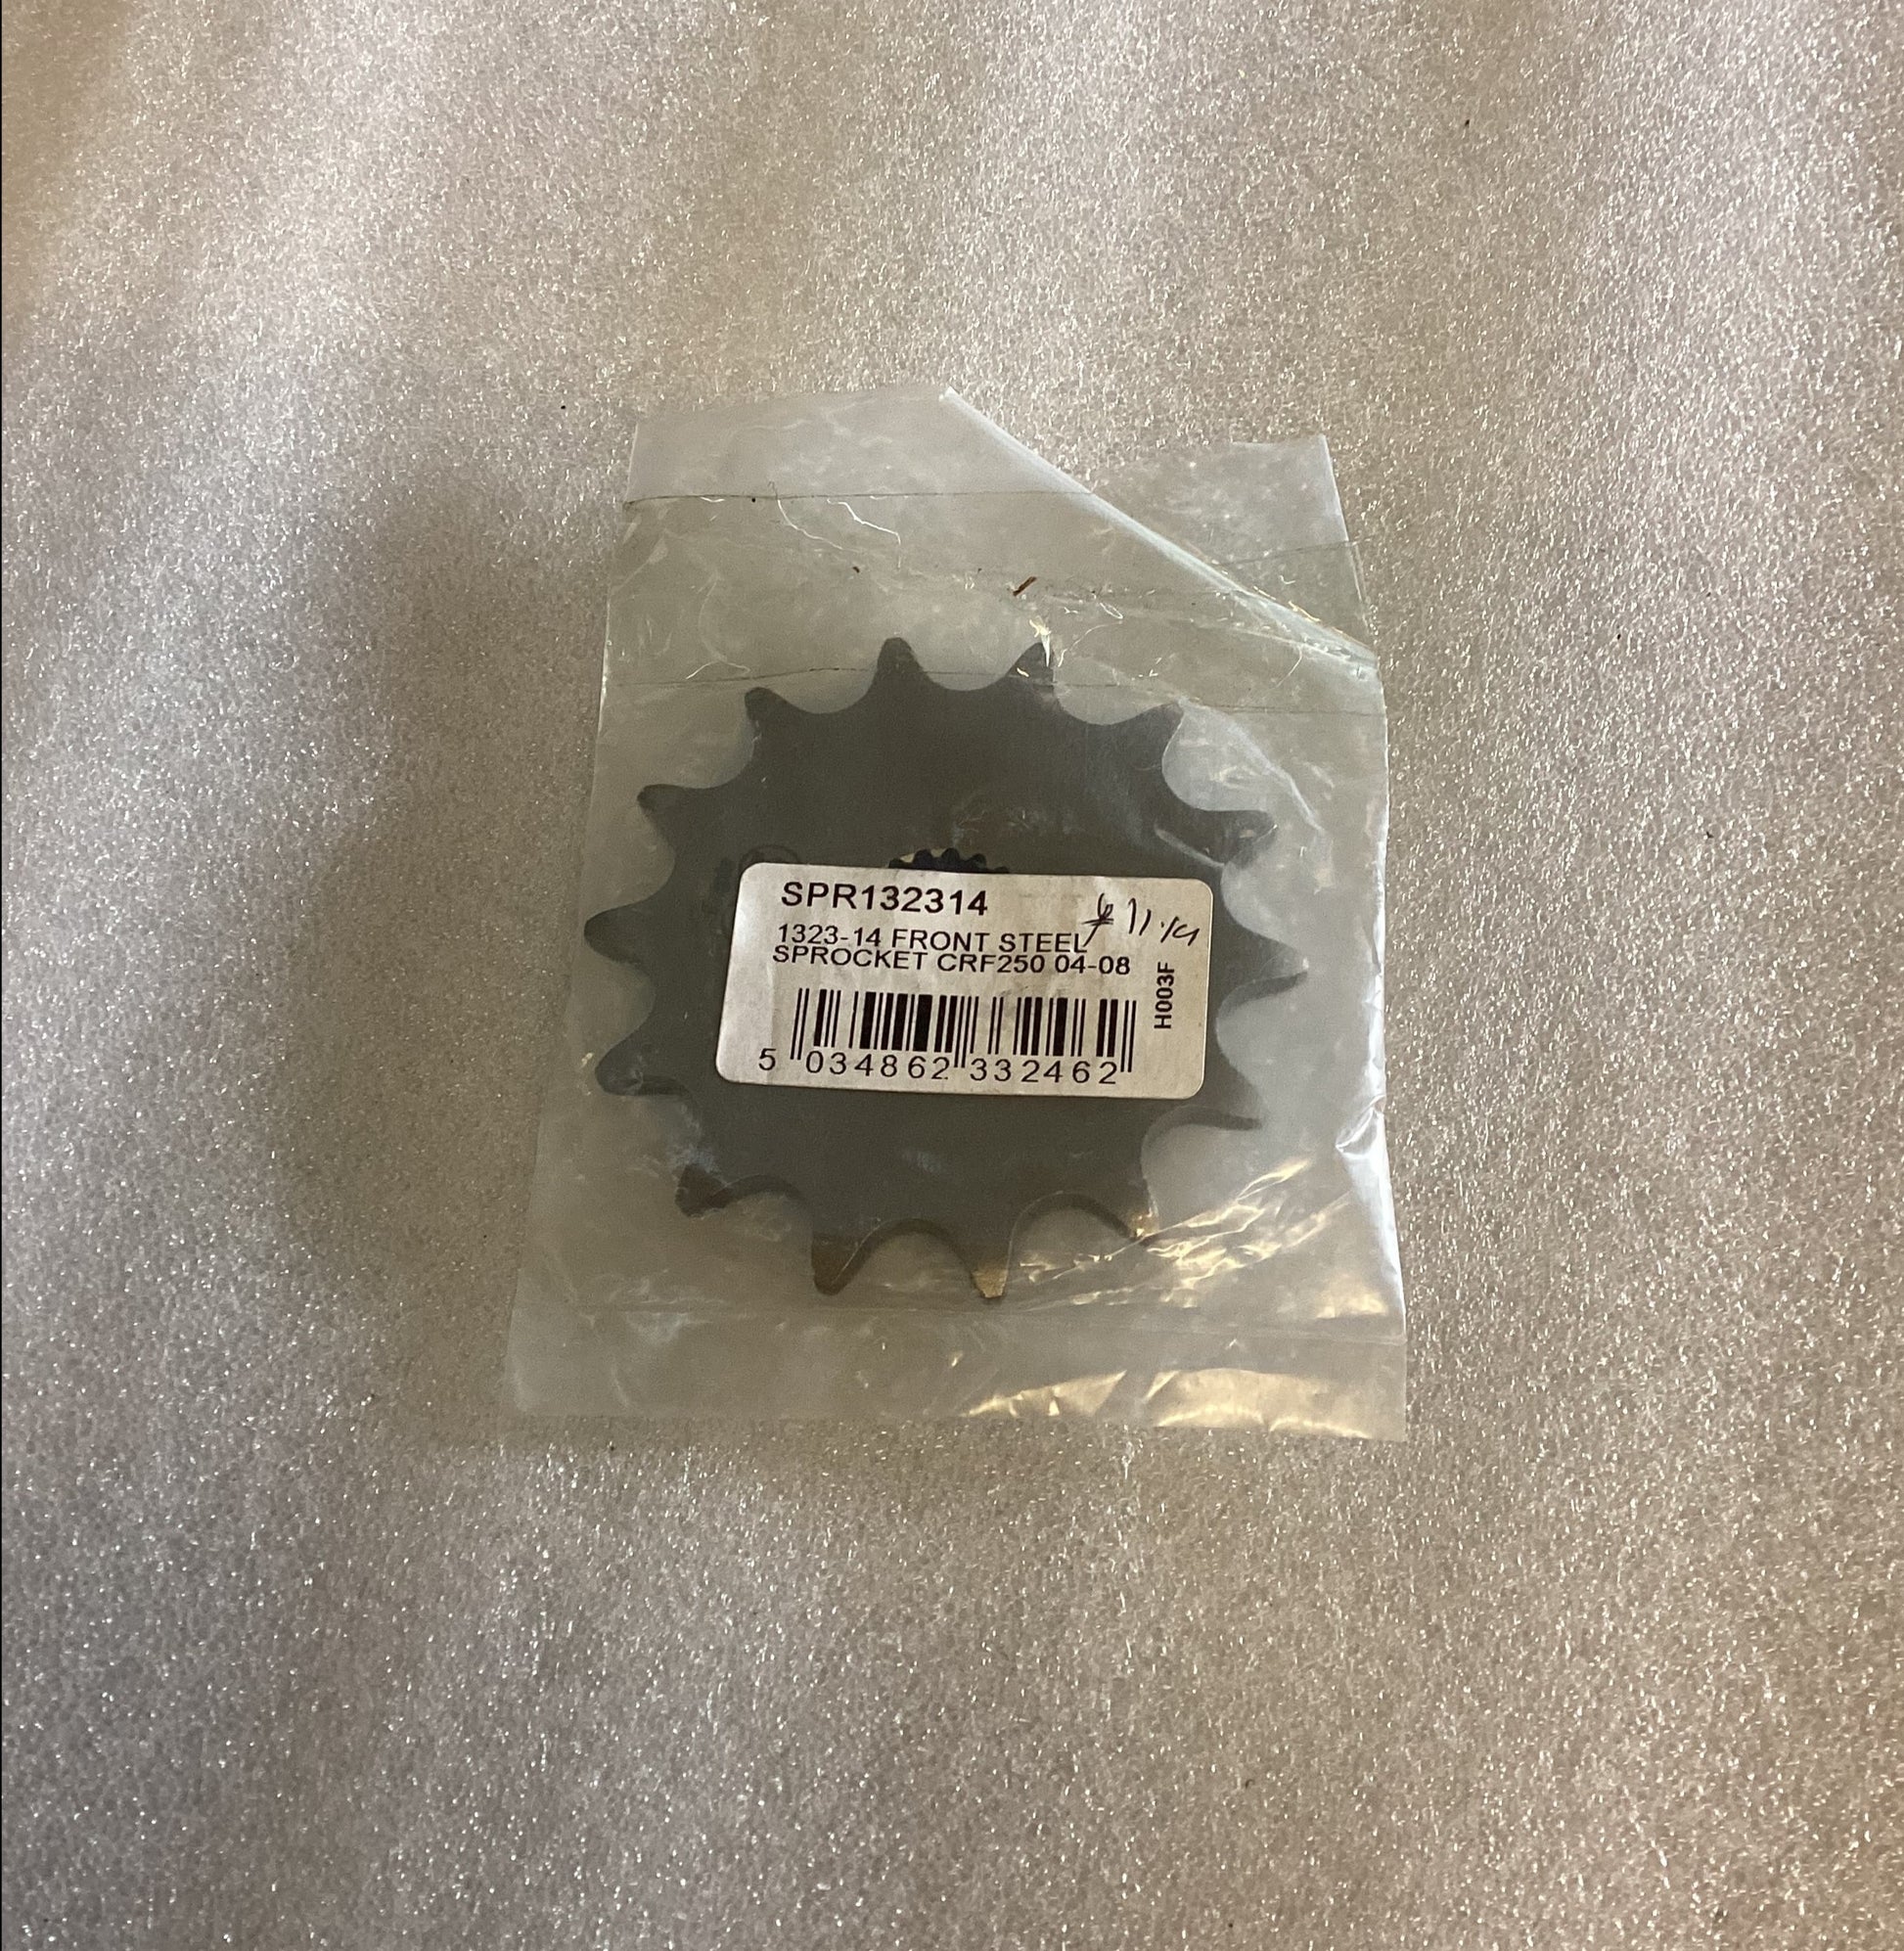 SPR132314
1323-14 FRONT STEEL
SPROCKET CRF250 04-08
H003F
5 034862 332462